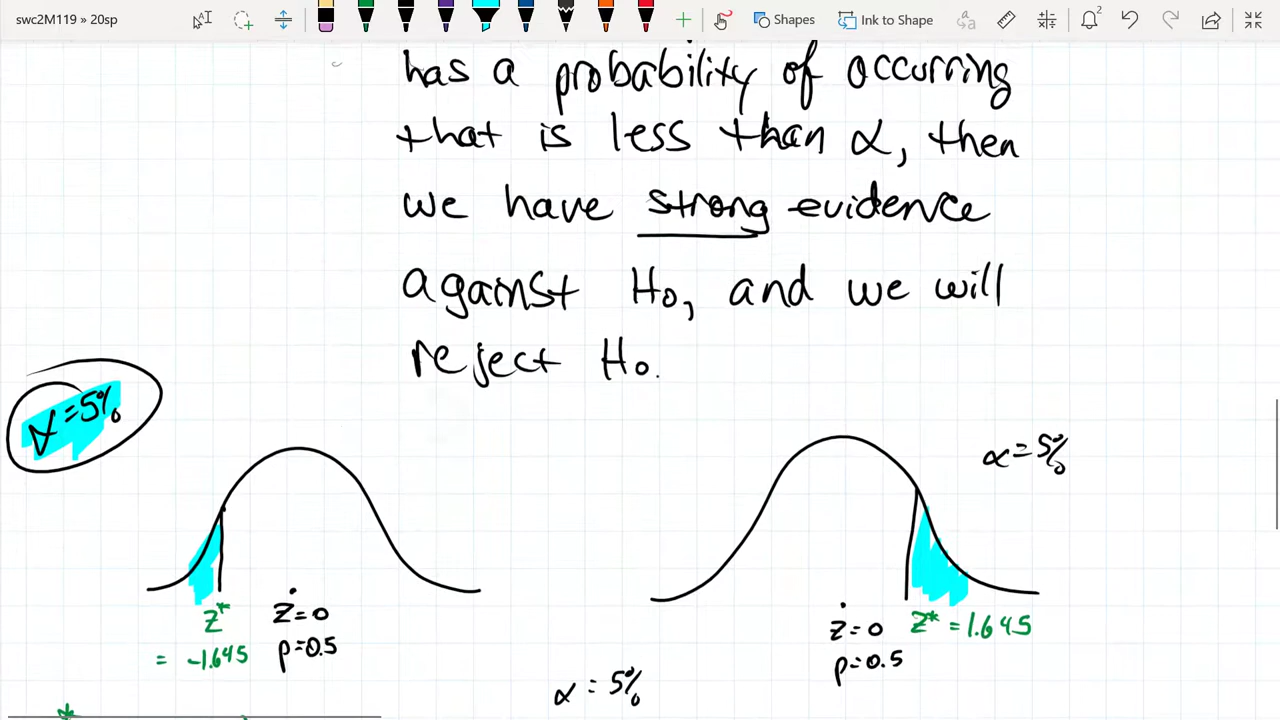 swc2M119 » 20sp
Shapes
Ink to Shape
2
has a probability of occurring
that is less than α, then
we have strong evidence
against Ho, and we will
reject Ho.
α=5%
α=5%
z* = -1.645
z=0
p=0.5
z=0
p=0.5
z* = 1.645
α = 5%